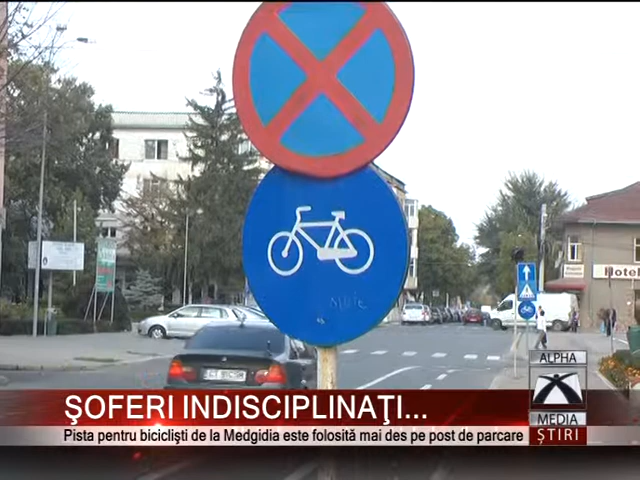 Hotel
ALPHA
MEDIA
ŞTIRI
ŞOFERI INDISCIPLINAŢI...
Pista pentru biciclişti de la Medgidia este folosită mai des pe post de parcare